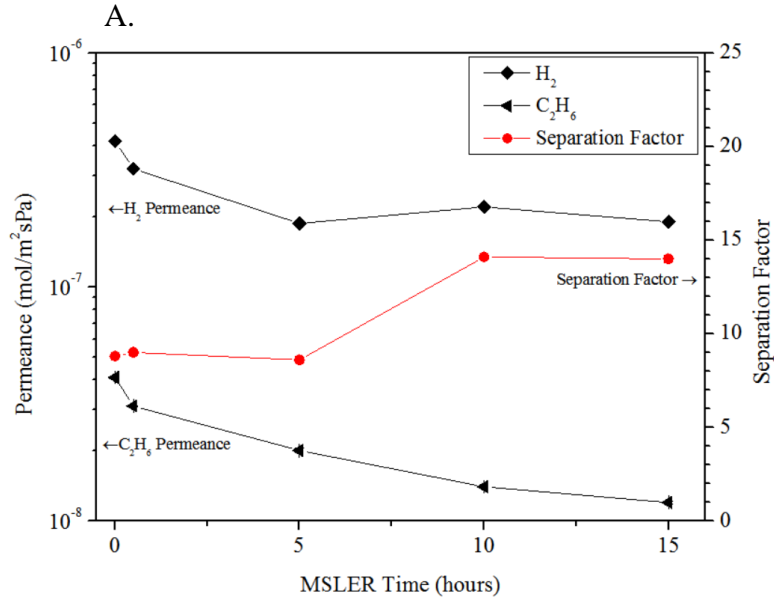 A.
10⁻⁶
10⁻⁷
10⁻⁸
Permeance (mol/m²sPa)
25
20
15
10
5
0
Separation Factor
H₂
C₂H₆
Separation Factor
←H₂ Permeance
Separation Factor→
←C₂H₆ Permeance
0 5 10 15
MSLER Time (hours)